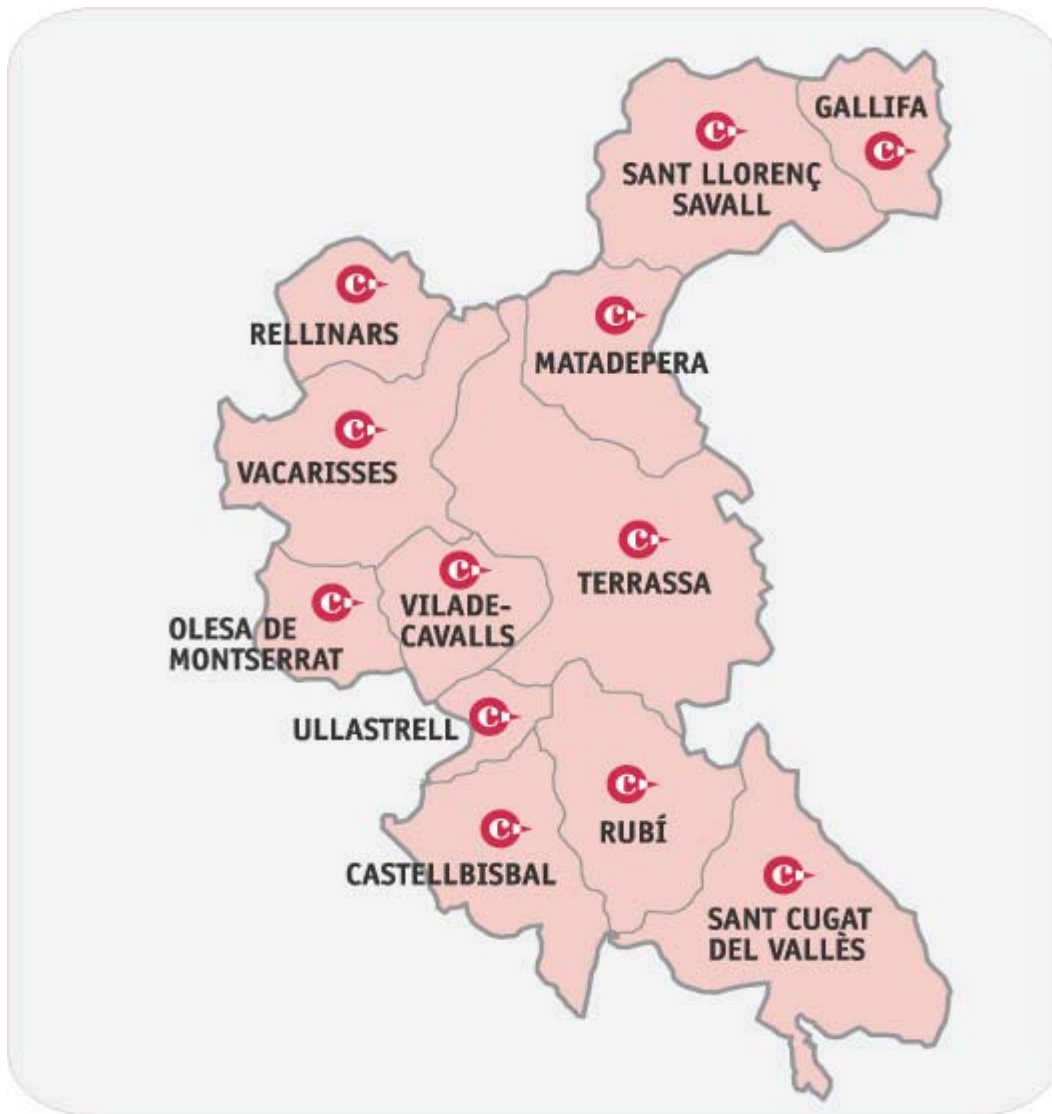 GALLIFA
SANT LLORENÇ
SAVALL
RELLINARS
MATADEPERA
VACARISSES
TERRASSA
VILADE-
CAVALLS
OLESA DE
MONTSERRAT
ULLASTRELL
RUBÍ
CASTELLBISBAL
SANT CUGAT
DEL VALLÈS